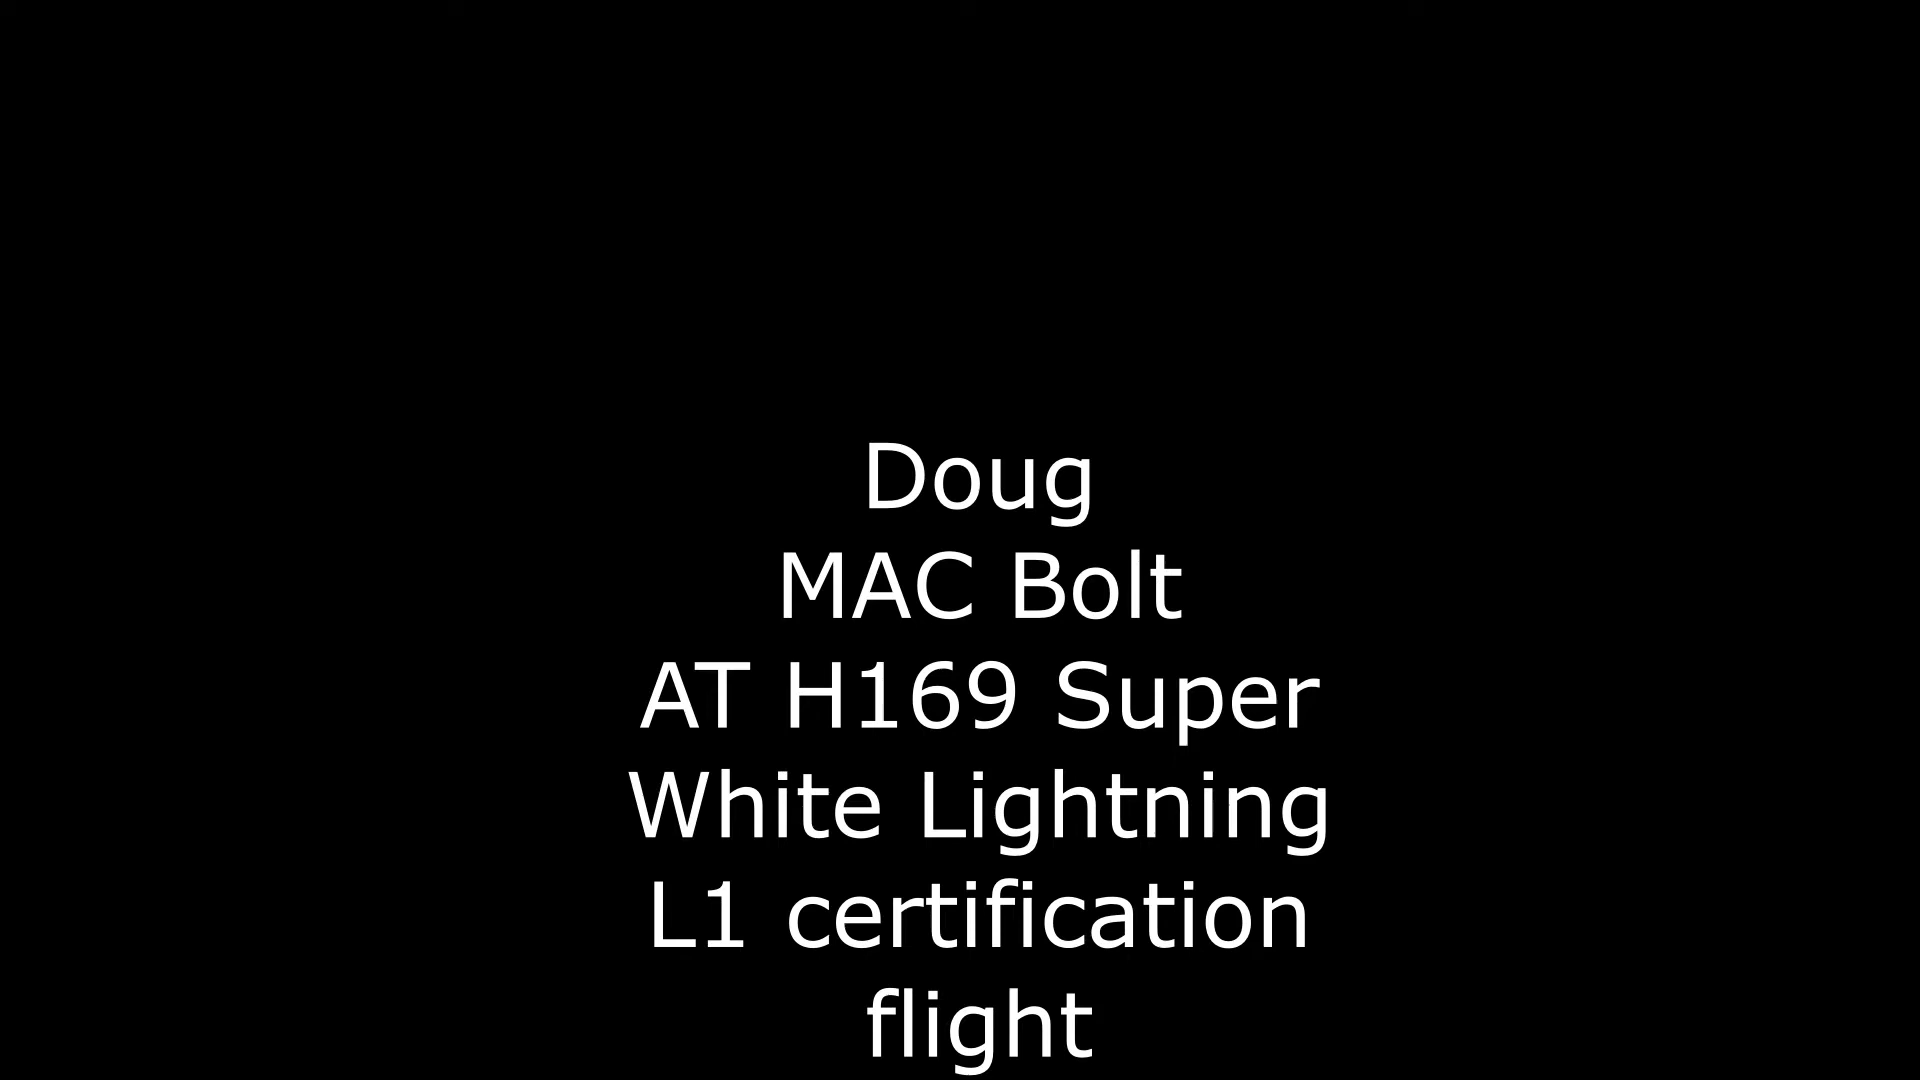 Doug
MAC Bolt
AT H169 Super
White Lightning
L1 certification
flight